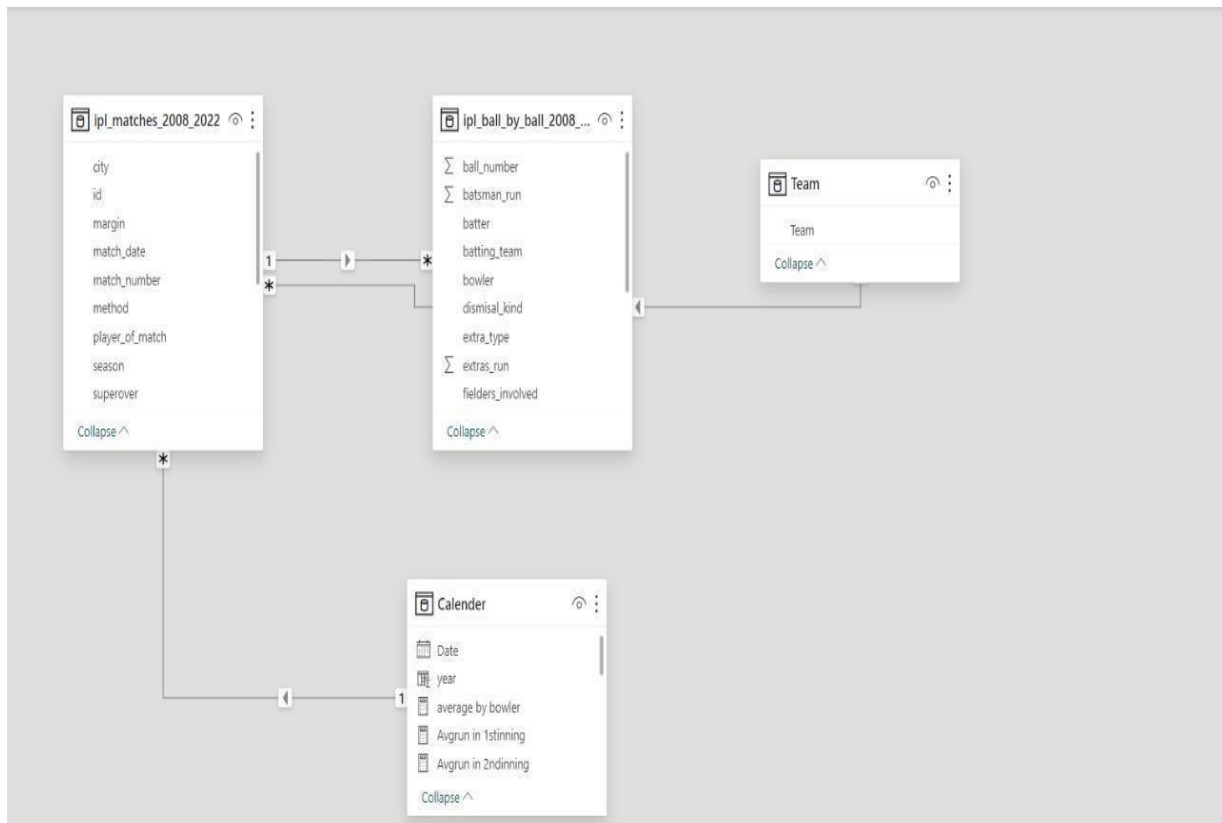 ipl_matches_2008_2022
city
id
margin
match_date
match_number
method
player_of_match
season
superover
Collapse
ipl_ball_by_ball_2008_...
Σ ball_number
Σ batsman_run
batter
batting_team
bowler
dismisal_kind
extra_type
Σ extras_run
fielders_involved
Collapse
Team
Team
Collapse
1
*
*
*
1
Calender
Date
year
average by bowler
Avgrun in 1stinning
Avgrun in 2ndinning
Collapse